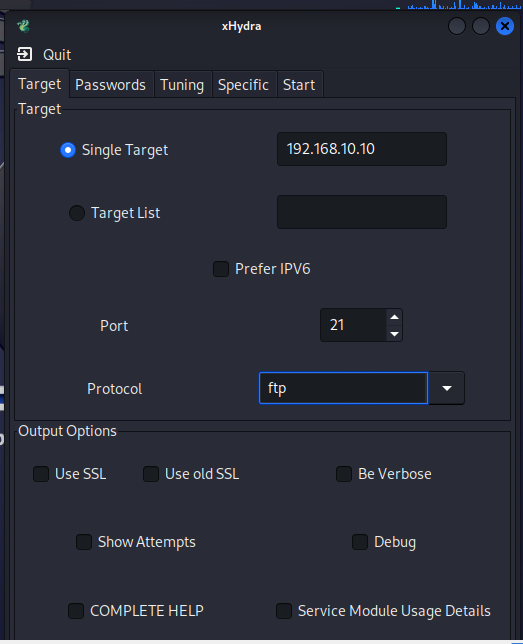 xHydra
Quit
Target Passwords Tuning Specific Start
Target
Single Target 192.168.10.10
Target List
Prefer IPV6
Port 21
Protocol ftp
Output Options
Use SSL Use old SSL Be Verbose
Show Attempts Debug
COMPLETE HELP Service Module Usage Details